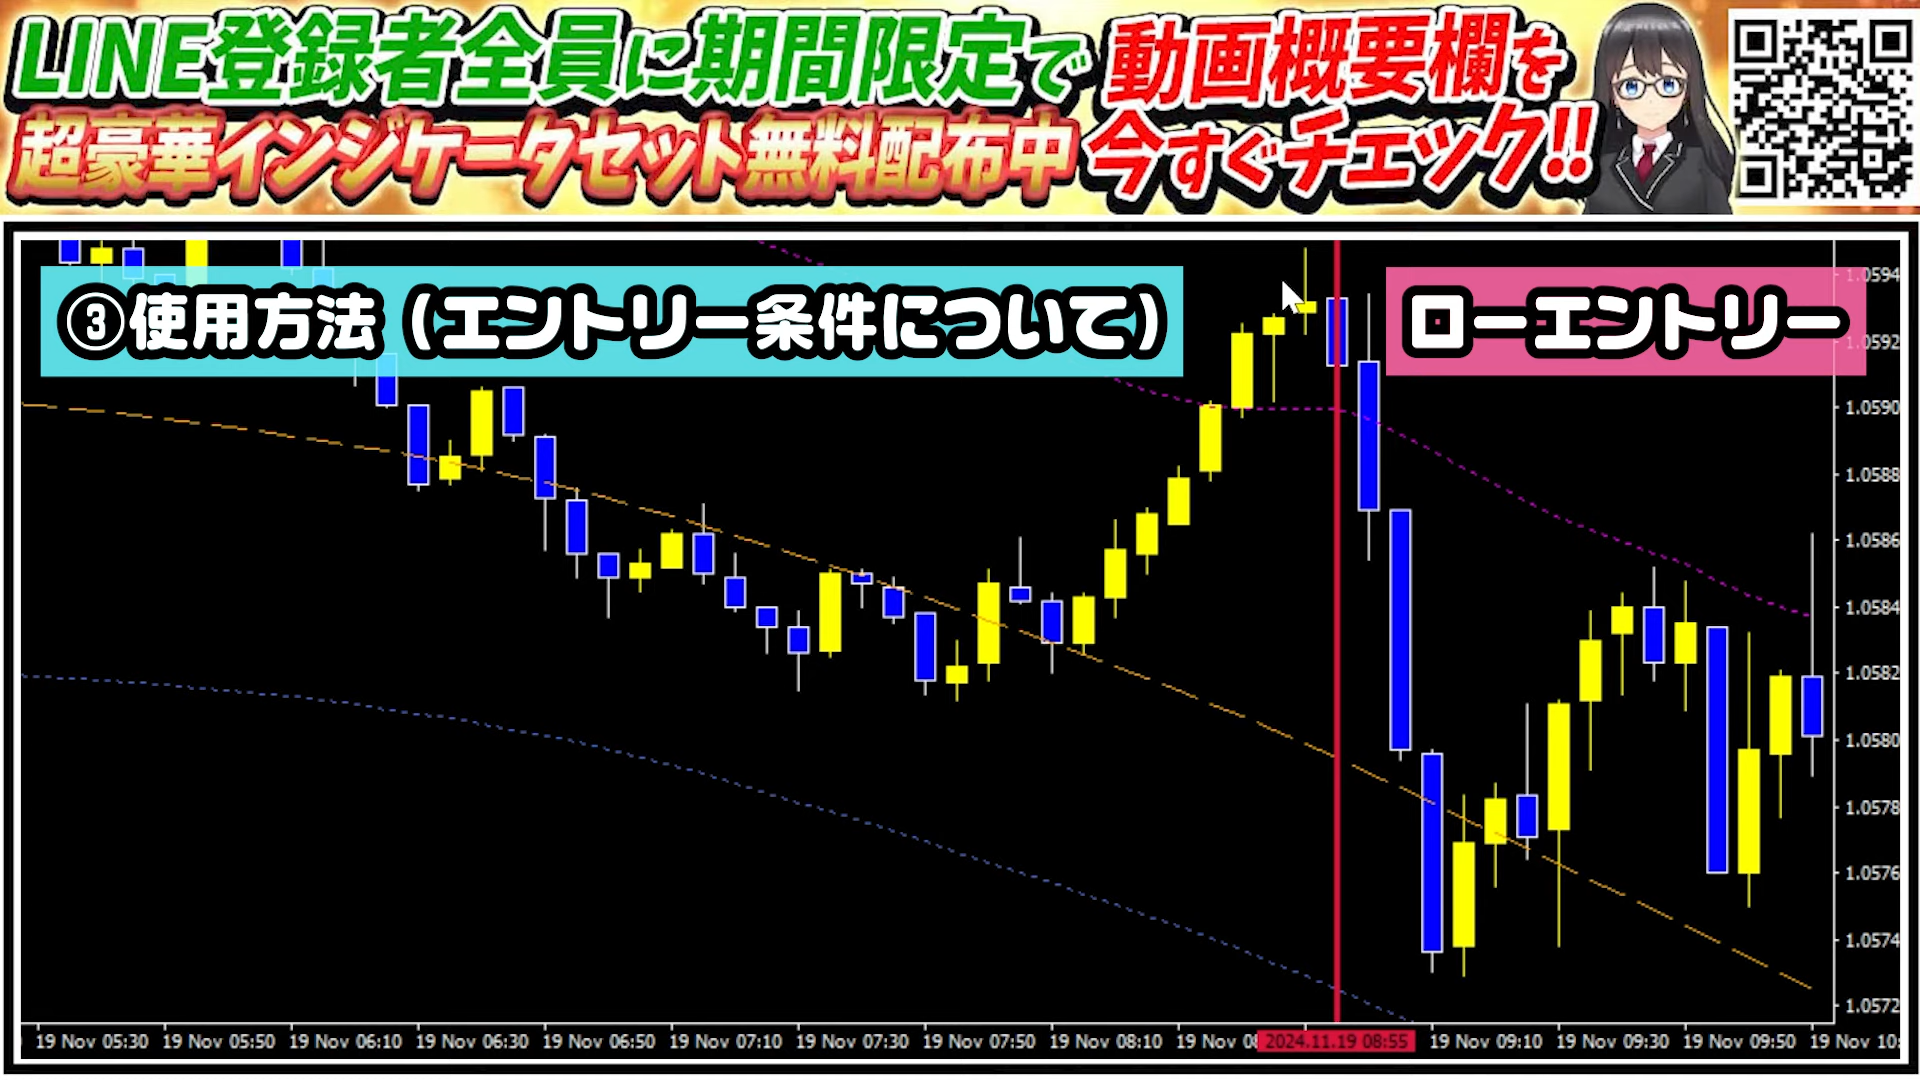 LINE登録者全員に期間限定で
超豪華インジケータセット無料配布中
動画概要欄を
今すぐチェック!!
③使用方法（エントリー条件について）
ローエントリー
1.0594
1.0592
1.0590
1.0588
1.0586
1.0584
1.0582
1.0580
1.0578
1.0576
1.0574
1.0572
19 Nov 05:30 19 Nov 05:50 19 Nov 06:10 19 Nov 06:30 19 Nov 06:50 19 Nov 07:10 19 Nov 07:30 19 Nov 07:50 19 Nov 08:10 19 Nov 2024.11.19 08:55 19 Nov 09:10 19 Nov 09:30 19 Nov 09:50 19 Nov 10: